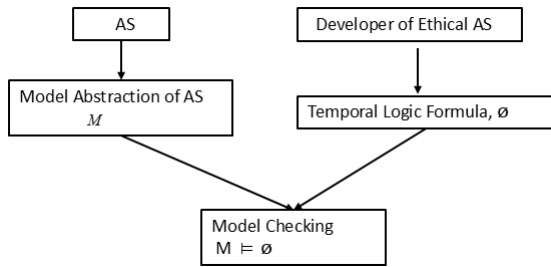 AS
Developer of Ethical AS
Model Abstraction of AS
M
Temporal Logic Formula, ø
Model Checking
M ⊨ ø